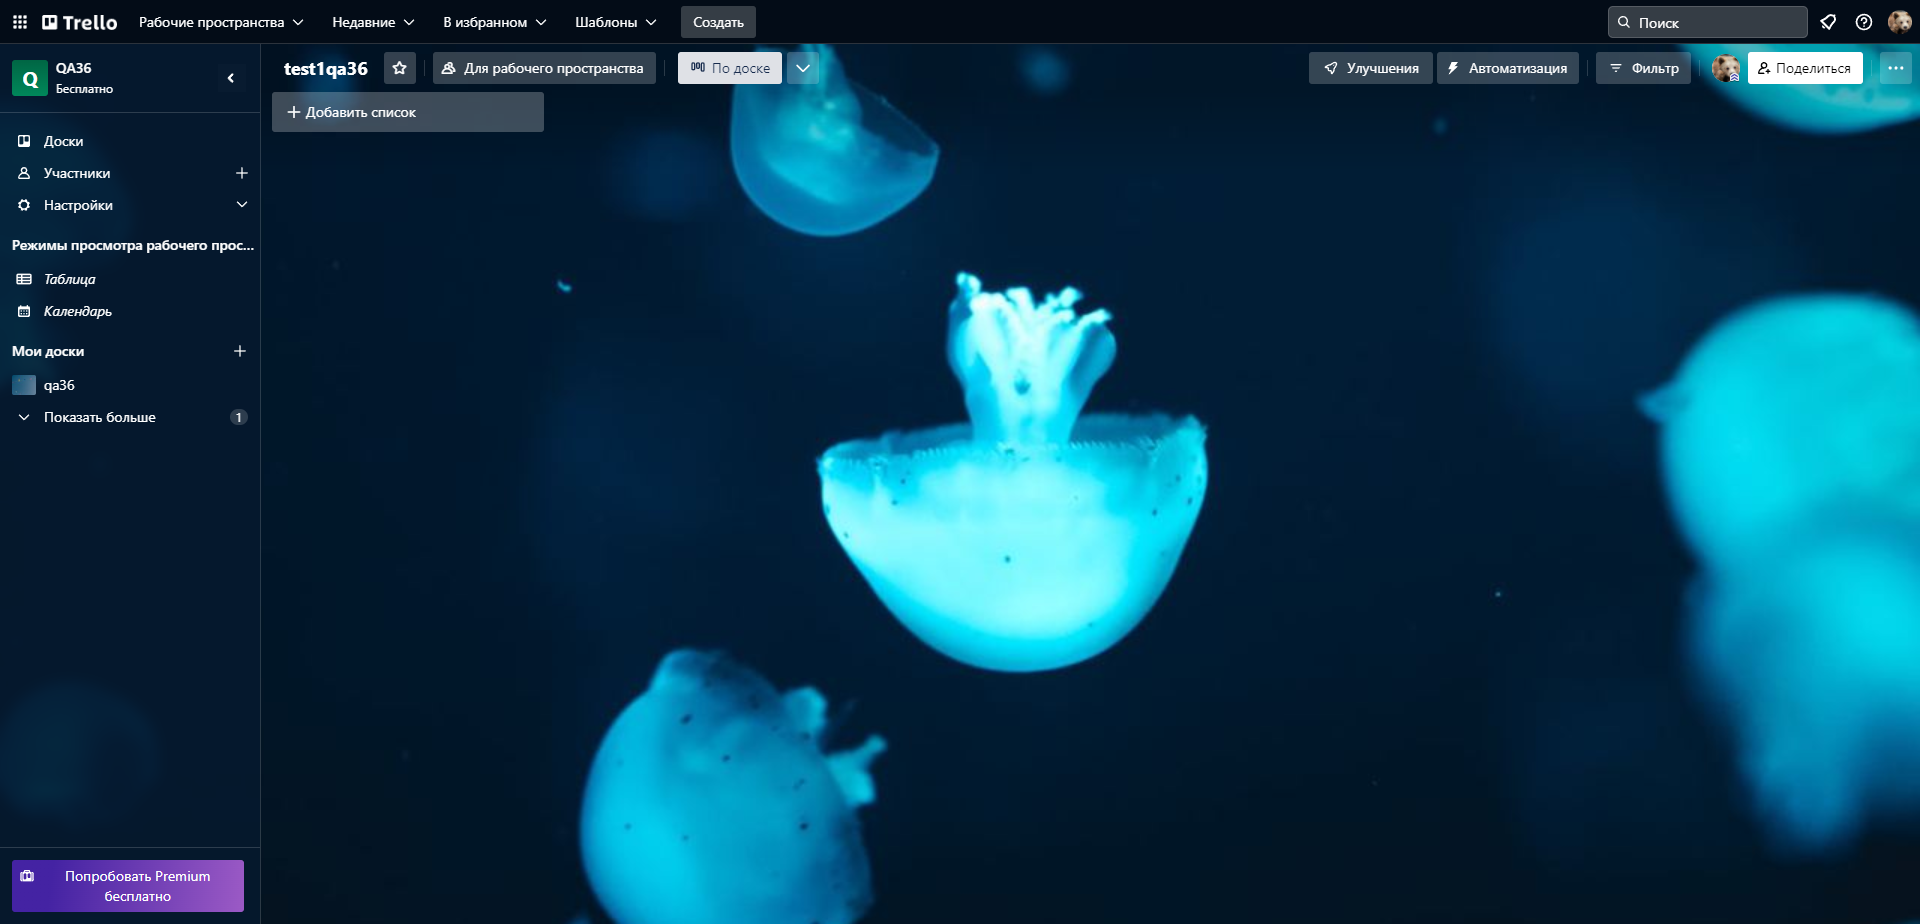 Trello
Рабочие пространства
Недавние
В избранном
Шаблоны
Создать
Поиск
Q
QA36
Бесплатно
test1qa36
Для рабочего пространства
По доске
Улучшения
Автоматизация
Фильтр
Поделиться
Добавить список
Доски
Участники
Настройки
Режимы просмотра рабочего прос...
Таблица
Календарь
Мои доски
qa36
Показать больше
1
Попробовать Premium
бесплатно